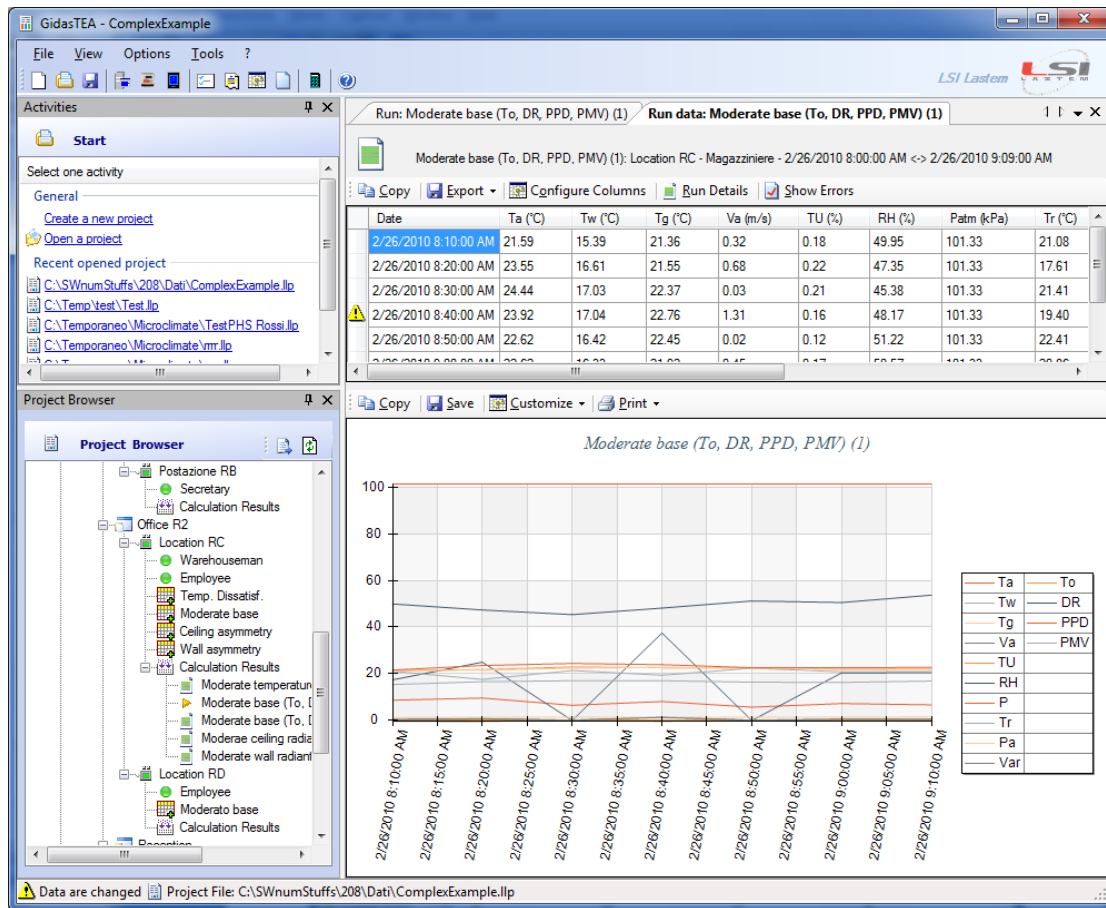 GidasTEA - ComplexExample
File View Options Tools ?
LSI Lastem LSI LASTEM
Activities
Start
Select one activity
General
Create a new project
Open a project
Recent opened project
C:\SWnumStuffs\208\Dati\ComplexExample.llp
C:\Temp\test\Test.llp
C:\Temporaneo\Microclimate\TestPHS Rossi.llp
C:\Temporaneo\Microclimate\mr.llp
Project Browser
Project Browser
Postazione RB
Secretary
Calculation Results
Office R2
Location RC
Warehouseman
Employee
Temp. Dissatisf.
Moderate base
Ceiling asymmetry
Wall asymmetry
Calculation Results
Moderate temperatun
Moderate base (To, D
Moderate base (To, D
Moderae ceiling radia
Moderate wall radiant
Location RD
Employee
Moderato base
Calculation Results
Reception
Run: Moderate base (To, DR, PPD, PMV) (1) Run data: Moderate base (To, DR, PPD, PMV) (1)
Moderate base (To, DR, PPD, PMV) (1): Location RC - Magazziniere - 2/26/2010 8:00:00 AM <-> 2/26/2010 9:09:00 AM
Copy Export Configure Columns Run Details Show Errors
Date Ta (°C) Tw (°C) Tg (°C) Va (m/s) TU (%) RH (%) Patm (kPa) Tr (°C)
2/26/2010 8:10:00 AM 21.59 15.39 21.36 0.32 0.18 49.95 101.33 21.08
2/26/2010 8:20:00 AM 23.55 16.61 21.55 0.68 0.22 47.35 101.33 17.61
2/26/2010 8:30:00 AM 24.44 17.03 22.37 0.03 0.21 45.38 101.33 21.41
2/26/2010 8:40:00 AM 23.92 17.04 22.76 1.31 0.16 48.17 101.33 19.40
2/26/2010 8:50:00 AM 22.62 16.42 22.45 0.02 0.12 51.22 101.33 22.41
Copy Save Customize Print
Moderate base (To, DR, PPD, PMV) (1)
100
80
60
40
20
0
2/26/2010 8:10:00 AM
2/26/2010 8:15:00 AM
2/26/2010 8:20:00 AM
2/26/2010 8:25:00 AM
2/26/2010 8:30:00 AM
2/26/2010 8:35:00 AM
2/26/2010 8:40:00 AM
2/26/2010 8:45:00 AM
2/26/2010 8:50:00 AM
2/26/2010 8:55:00 AM
2/26/2010 9:00:00 AM
2/26/2010 9:05:00 AM
2/26/2010 9:10:00 AM
Ta To
Tw DR
Tg PPD
Va PMV
TU
RH
P
Tr
Pa
Var
Data are changed Project File: C:\SWnumStuffs\208\Dati\ComplexExample.llp